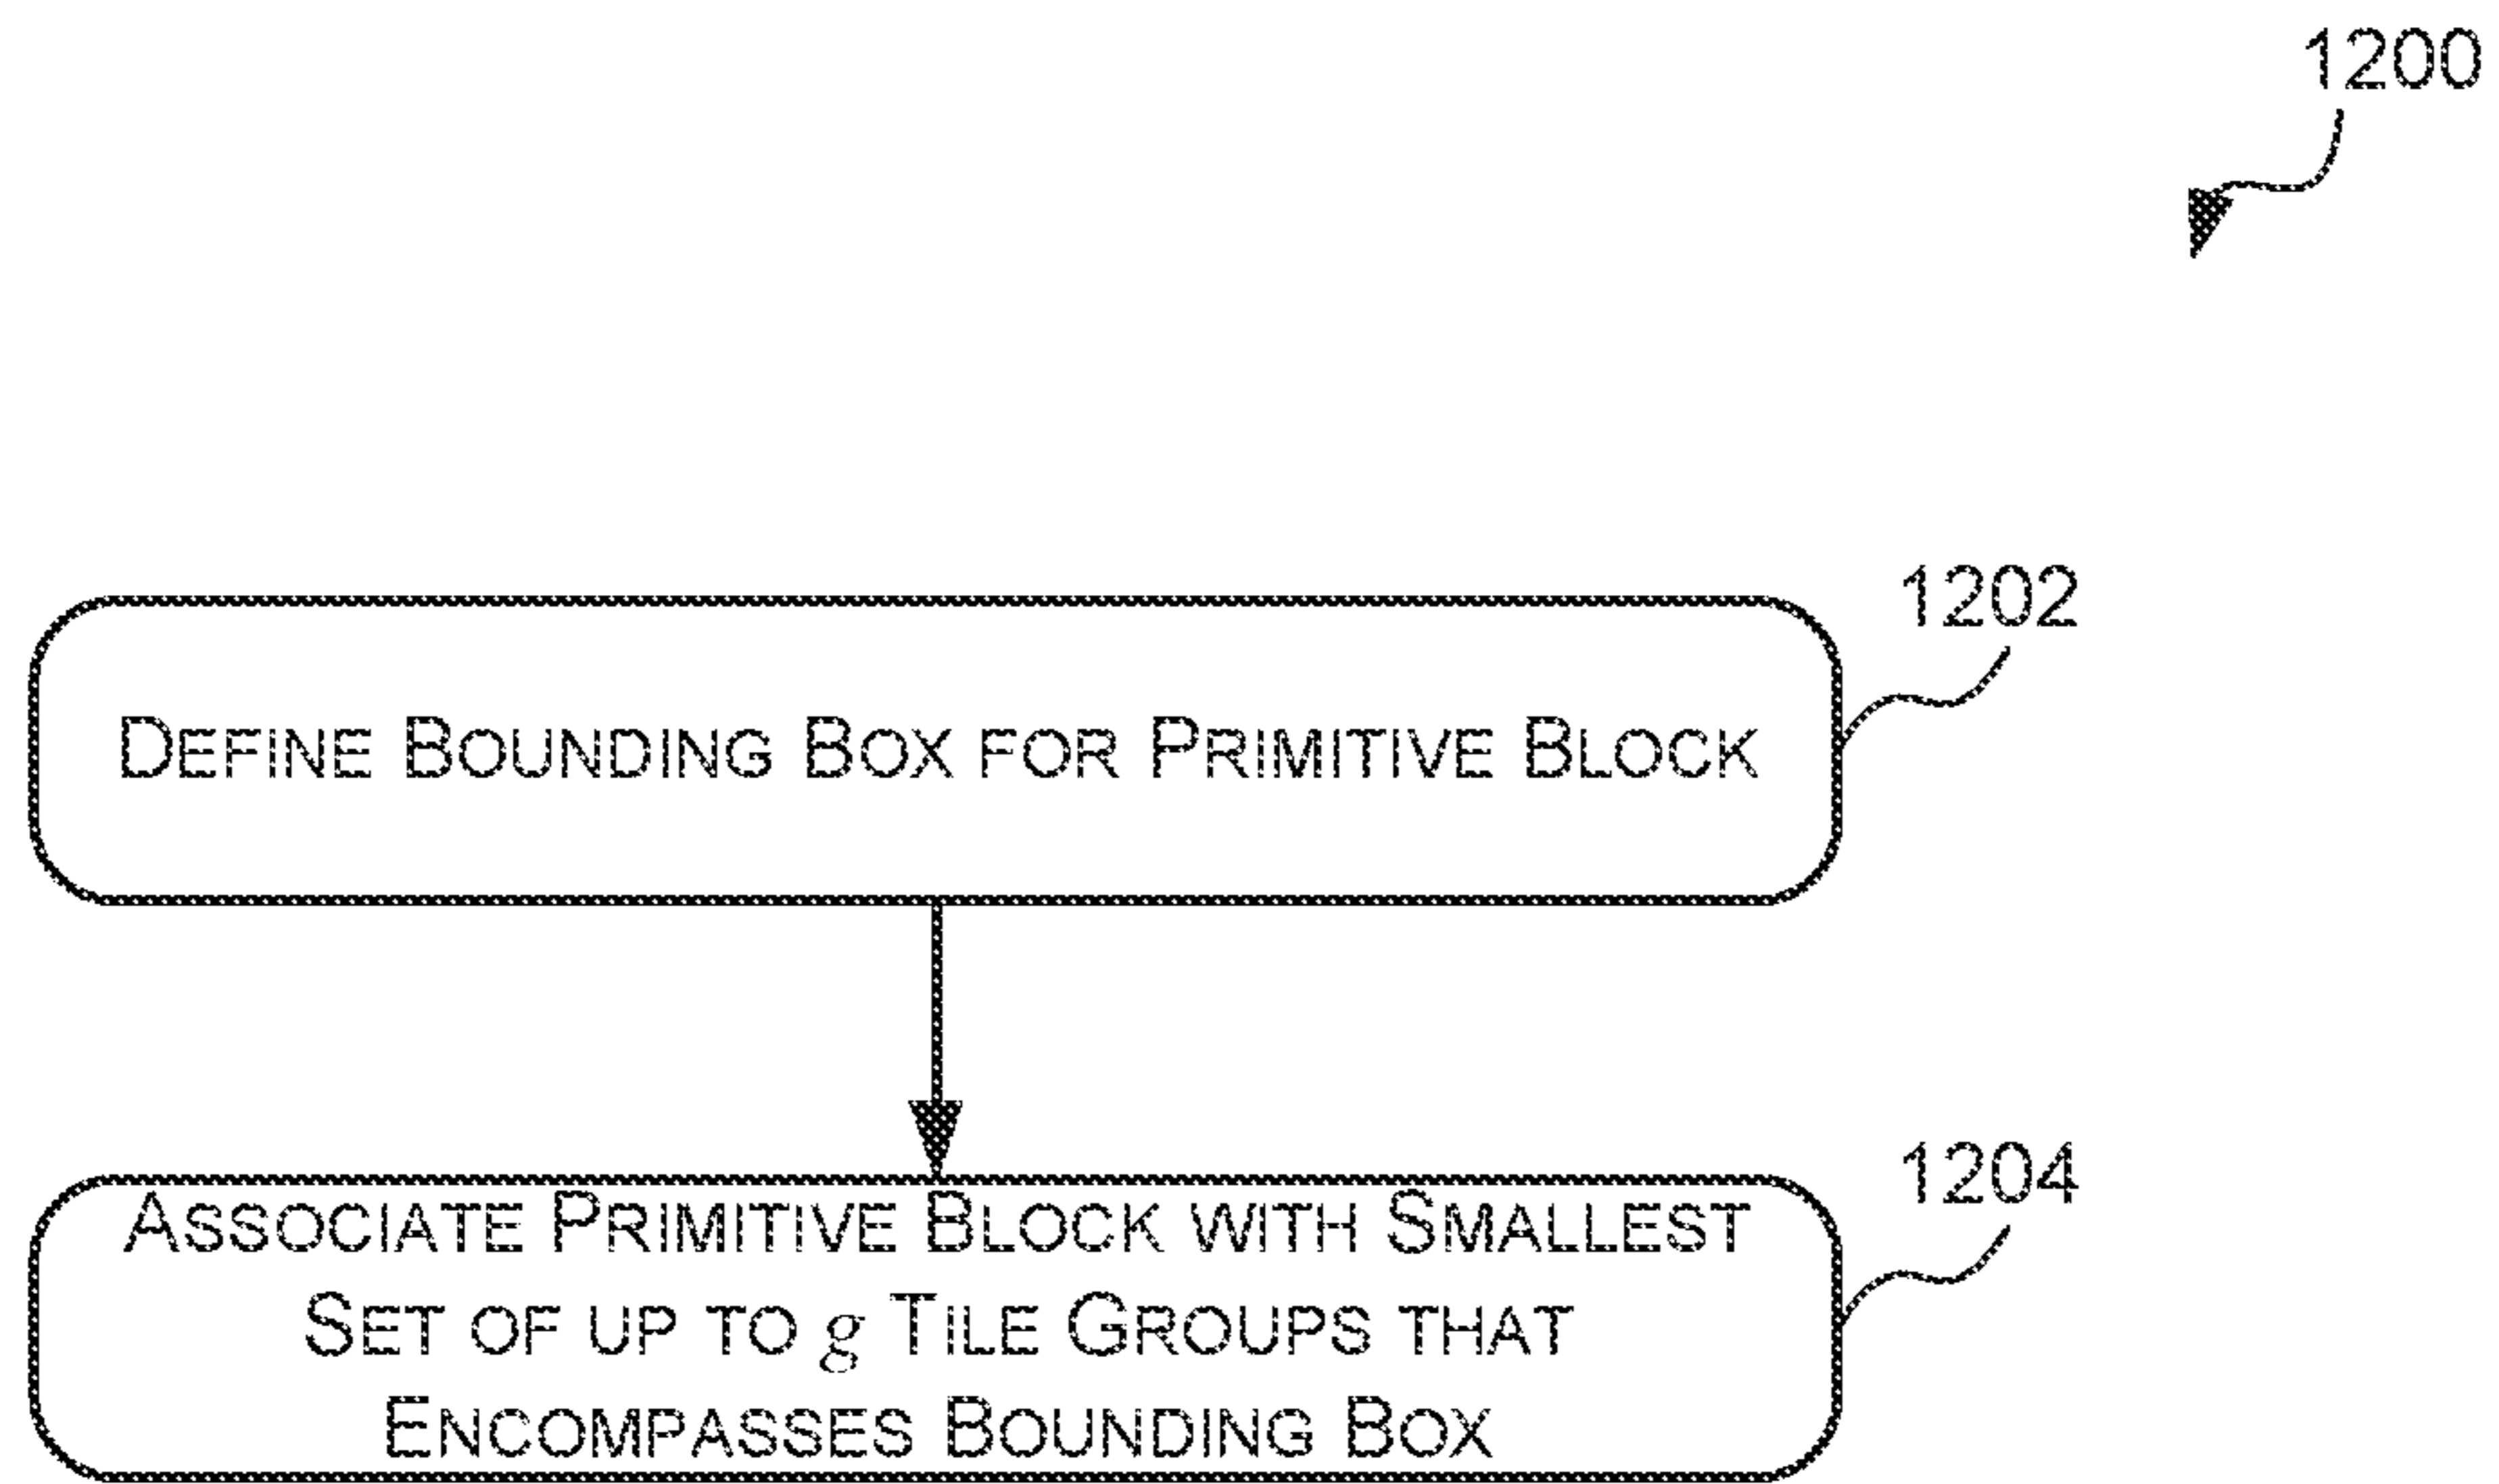 1200
1202
DEFINE BOUNDING BOX FOR PRIMITIVE BLOCK
1204
ASSOCIATE PRIMITIVE BLOCK WITH SMALLEST
SET OF UP TO g TILE GROUPS THAT
ENCOMPASSES BOUNDING BOX